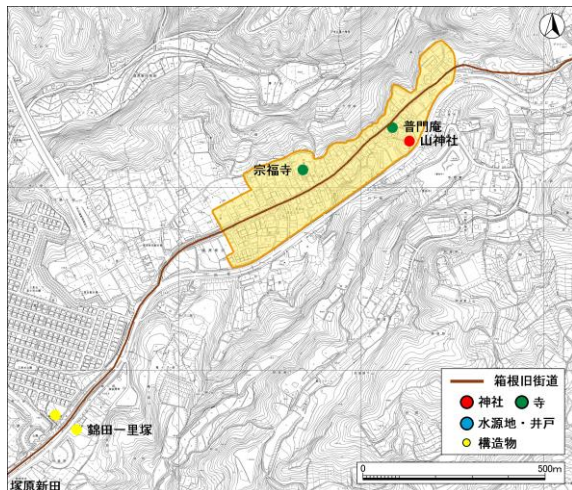 普門庵
山神社
宗福寺
鶴田一里塚
塚原新田
箱根旧街道
神社 寺
水源地・井戸
構造物
0 500m